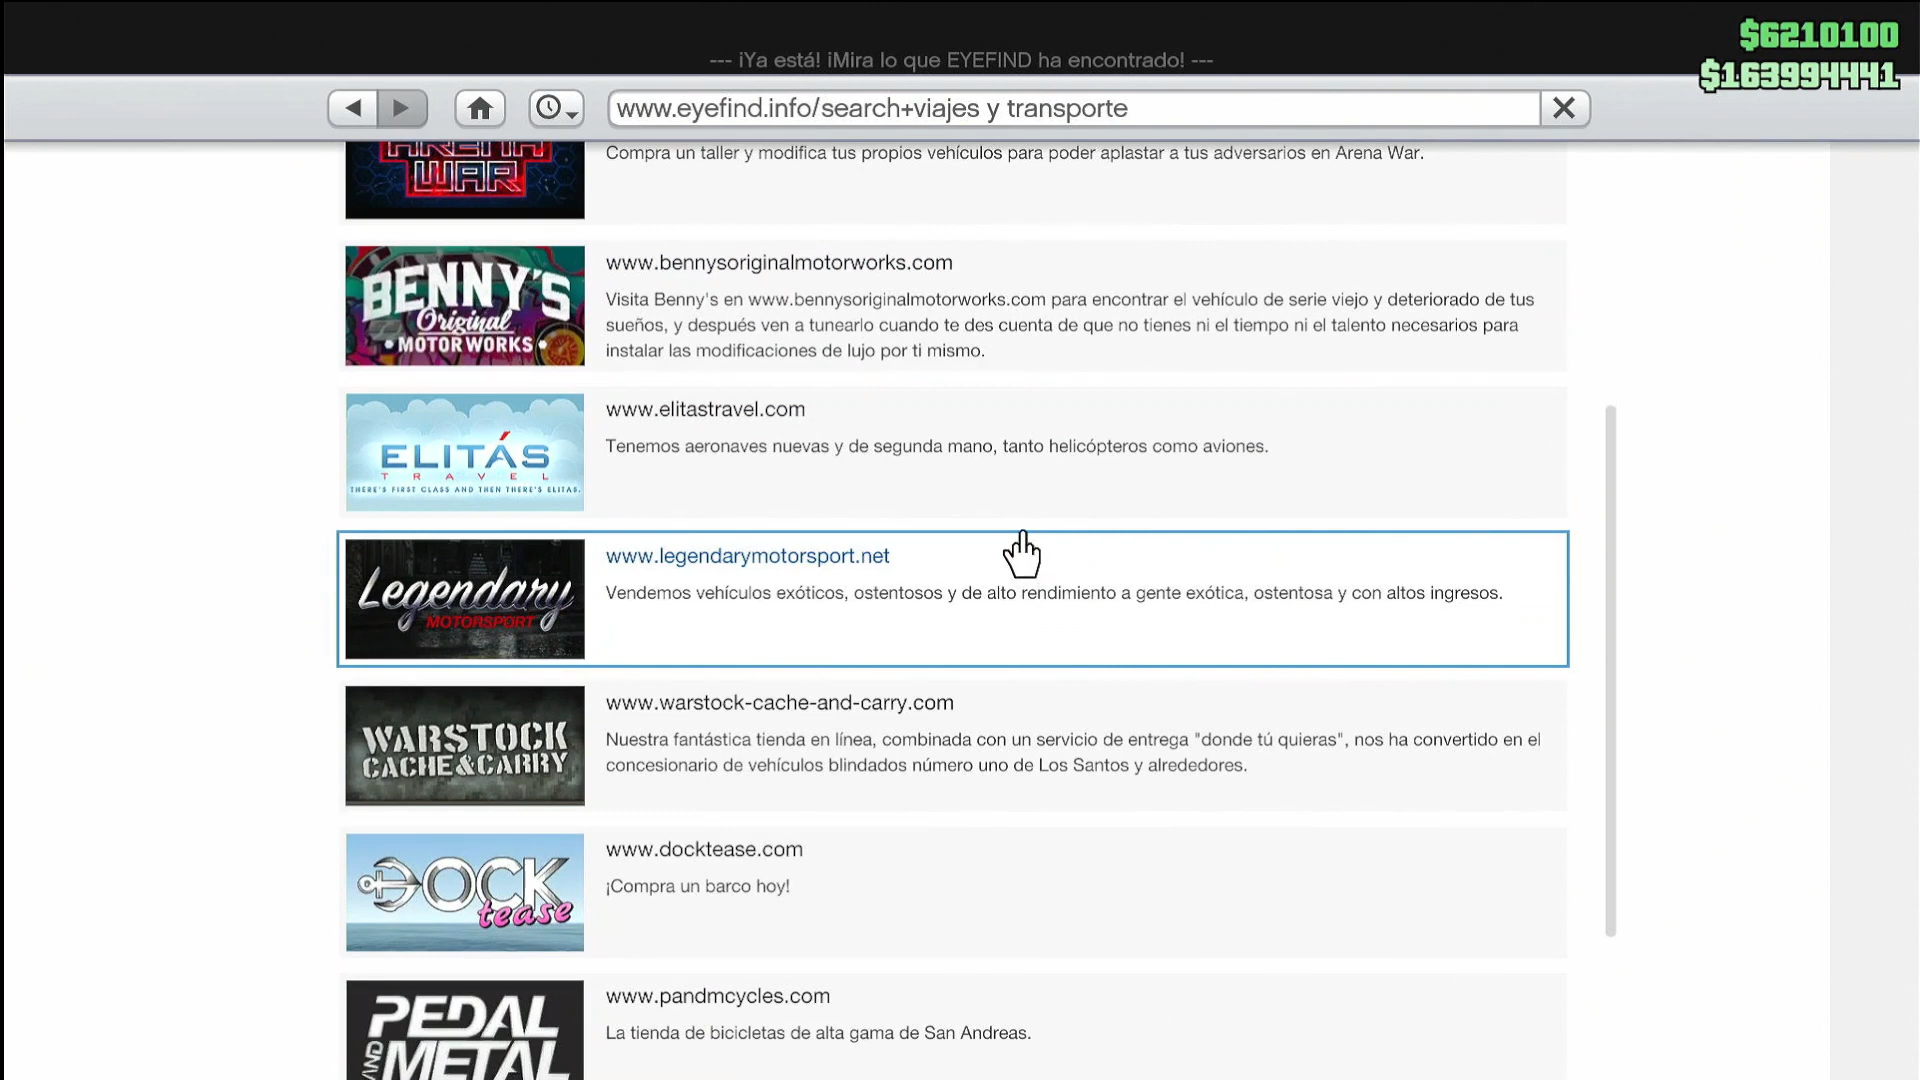 $6210100
--- ¡Ya está! ¡Mira lo que EYEFIND ha encontrado! ---
$163994441
www.eyefind.info/search+viajes y transporte
ARENA
WAR
Compra un taller y modifica tus propios vehículos para poder aplastar a tus adversarios en Arena War.
BENNY'S
Original
•MOTOR WORKS•
www.bennysoriginalmotorworks.com
Visita Benny's en www.bennysoriginalmotorworks.com para encontrar el vehículo de serie viejo y deteriorado de tus
sueños, y después ven a tunearlo cuando te des cuenta de que no tienes ni el tiempo ni el talento necesarios para
instalar las modificaciones de lujo por ti mismo.
ELITÁS
TRAVEL
THERE'S FIRST CLASS AND THEN THERE'S ELITAS.
www.elitastravel.com
Tenemos aeronaves nuevas y de segunda mano, tanto helicópteros como aviones.
Legendary
MOTORSPORT
www.legendarymotorsport.net
Vendemos vehículos exóticos, ostentosos y de alto rendimiento a gente exótica, ostentosa y con altos ingresos.
WARSTOCK
CACHE&CARRY
www.warstock-cache-and-carry.com
Nuestra fantástica tienda en línea, combinada con un servicio de entrega "donde tú quieras", nos ha convertido en el
concesionario de vehículos blindados número uno de Los Santos y alrededores.
DOCK
tease
www.docktease.com
¡Compra un barco hoy!
PEDAL
AND
METAL
www.pandmcycles.com
La tienda de bicicletas de alta gama de San Andreas.